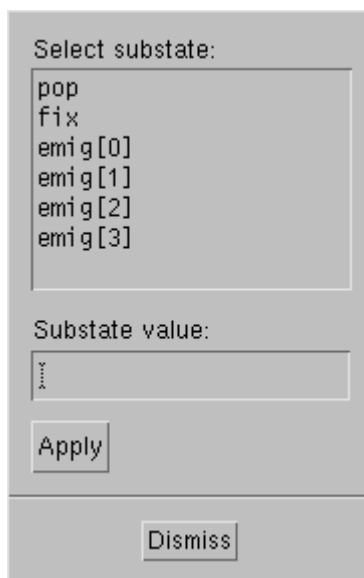 Select substate:
pop
fix
emig[0]
emig[1]
emig[2]
emig[3]
Substate value:
Apply
Dismiss